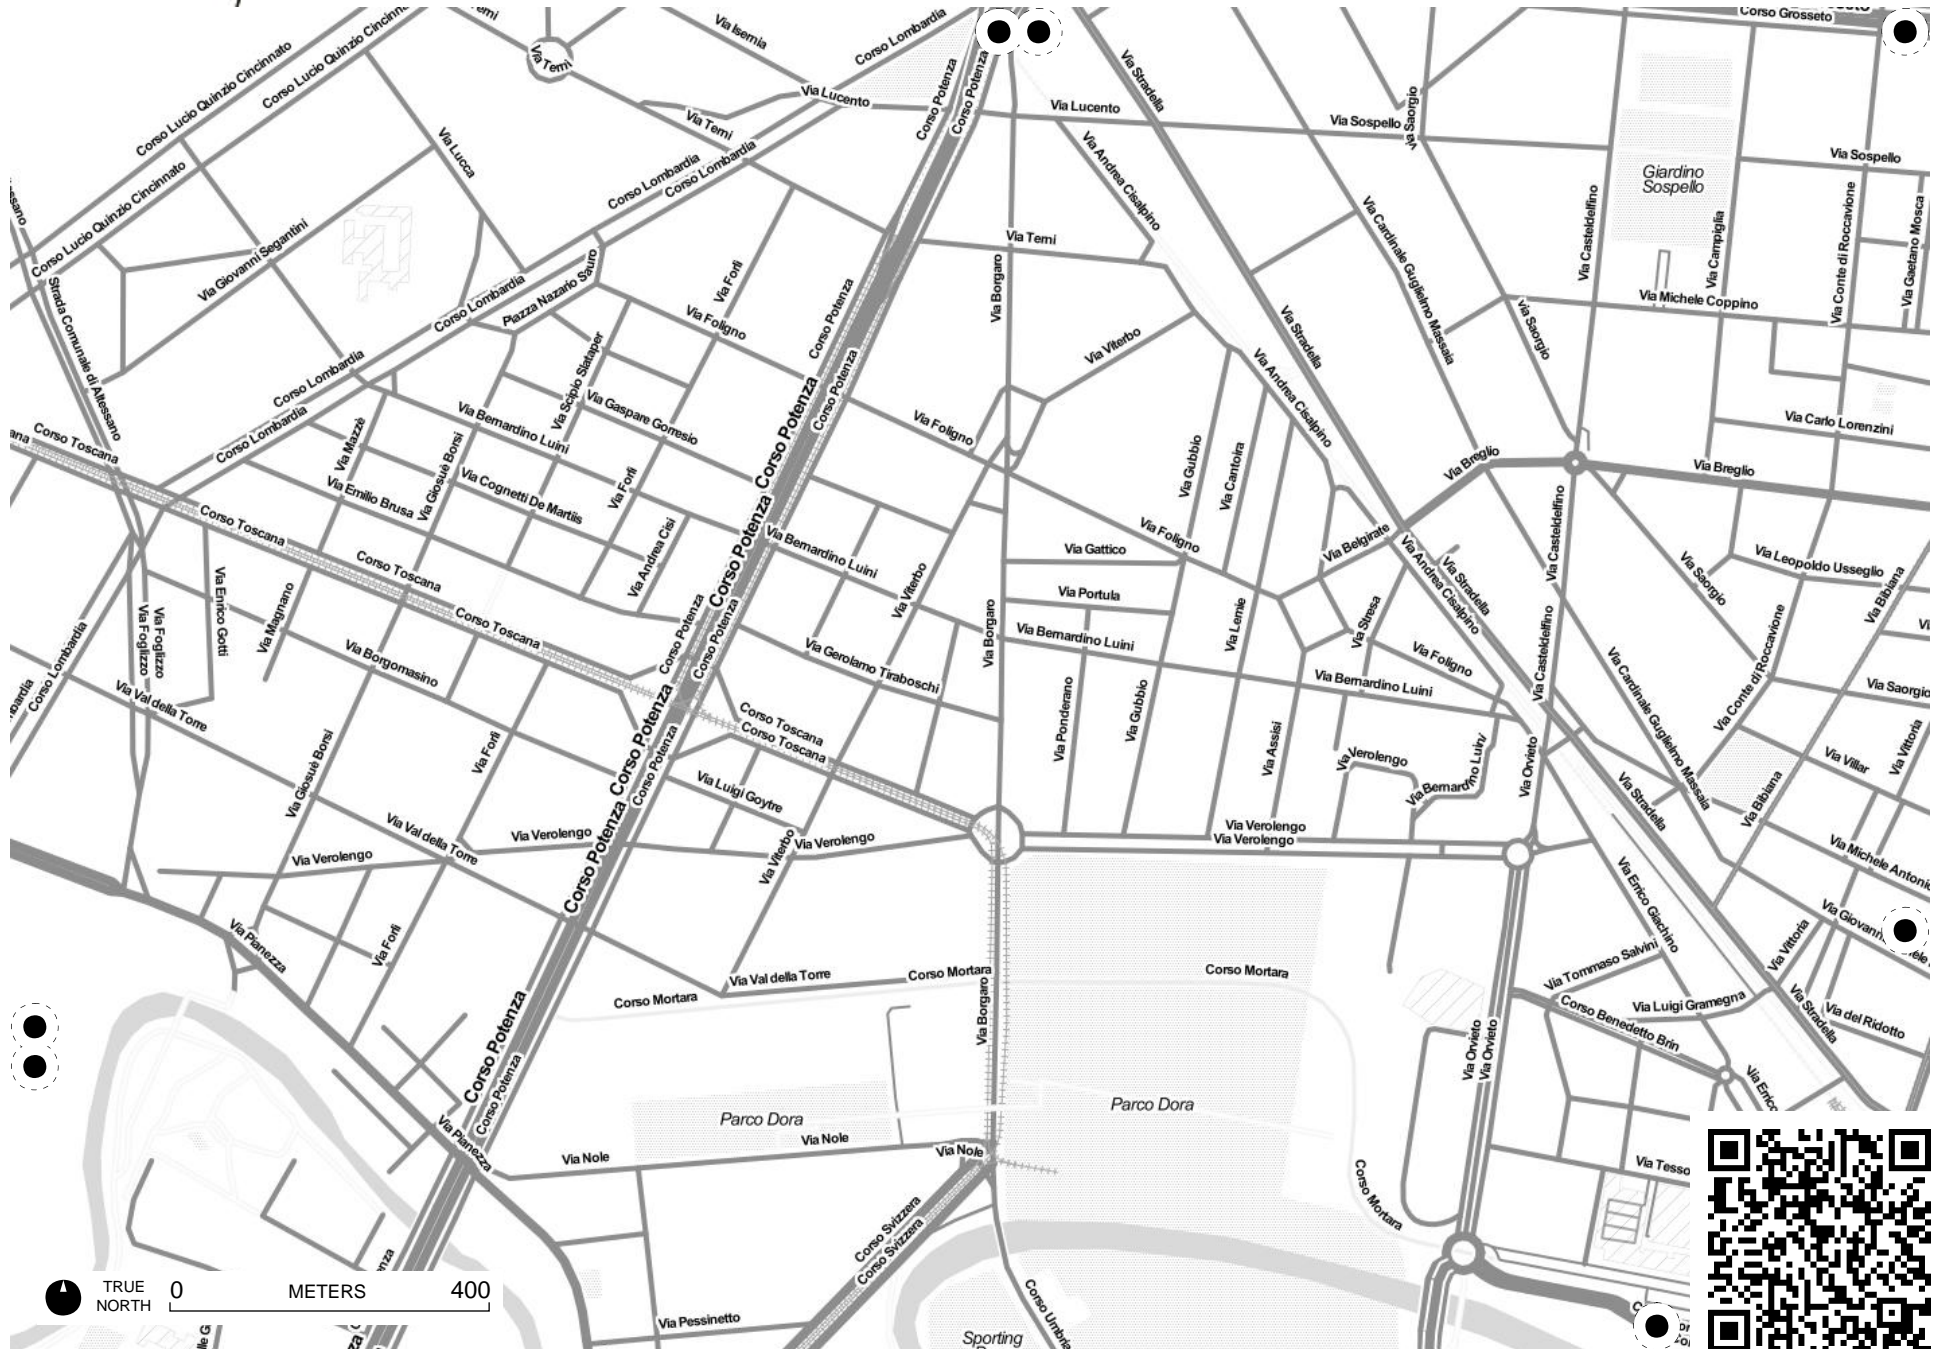 Corso Grosseto
Via Terni
Via Isernia
Corso Lombardia
Corso Lucio Quinzio Cincinnato
Corso Lucio Quinzio Cincinnato
Via Stradella
Corso Potenza
Corso Potenza
Via Lucento
Via Lucento
Via Terni
Via Sospello
Via Saorgio
Via Sospello
Via Lucca
Via Andrea Cisalpino
Corso Lombardia
Corso Lombardia
Giardino
Sospello
Corso Lucio Quinzio Cincinnato
Via Giovanni Segantini
Via Cardinale Guglielmo Massaia
Via Casteldelfino
Via Campiglia
Via Conte di Roccavione
Via Gaetano Mosca
Via Terni
Via Borgaro
Via Forlì
Piazza Nazario Sauro
Corso Lombardia
Via Michele Coppino
Strada Comunale di Altessano
Via Foligno
Corso Potenza
Via Stradella
Via Saorgio
Via Viterbo
Via Scipio Slataper
Corso Lombardia
Corso Potenza
Via Andrea Cisalpino
Via Gaspare Gorresio
Via Bernardino Luini
Corso Potenza
Via Foligno
Via Carlo Lorenzini
Corso Toscana
Corso Lombardia
Via Mazzè
Via Giosuè Borsi
Via Gubbio
Via Cantoira
Via Breglio
Via Breglio
Via Emilio Brusa
Via Cognetti De Martiis
Via Forlì
Corso Toscana
Via Andrea Cisi
Corso Potenza
Via Bernardino Luini
Via Foligno
Via Gattico
Via Belgirate
Via Andrea Cisalpino
Via Stradella
Via Casteldelfino
Via Saorgio
Via Leopoldo Usseglio
Via Bibiana
Corso Toscana
Corso Toscana
Via Viterbo
Via Portula
Via Enrico Gotti
Via Magnano
Via Foglizzo
Via Foglizzo
Corso Lombardia
Corso Potenza
Corso Potenza
Via Borgaro
Via Bernardino Luini
Via Lemie
Via Stresa
Via Foligno
Via Casteldelfino
Via Conte di Roccavione
Via Borgomasino
Via Gerolamo Tiraboschi
Via Bernardino Luini
Via Saorgio
Via Val della Torre
Corso Toscana
Corso Toscana
Via Ponderano
Via Gubbio
Via Assisi
Via Verolengo
Via Bernardino Luini
Via Orvieto
Via Cardinale Guglielmo Massaia
Via Villar
Via Vittoria
Via Forlì
Via Giosuè Borsi
Corso Potenza
Corso Potenza
Via Luigi Goytre
Via Stradella
Via Bibiana
Via Val della Torre
Via Verolengo
Via Verolengo
Via Verolengo
Via Viterbo
Via Verolengo
Via Verolengo
Corso Potenza
Via Errico Giachino
Via Pianezza
Via Forlì
Via Vittoria
Via Val della Torre
Corso Mortara
Corso Mortara
Corso Mortara
Via Tommaso Salvini
Via Luigi Gramegna
Corso Benedetto Brin
Via Stradella
Via del Ridotto
Corso Potenza
Corso Potenza
Via Borgaro
Via Orvieto
Via Orvieto
Parco Dora
Parco Dora
Via Pianezza
Via Nole
Via Nole
Via Nole
Corso Mortara
Corso Svizzera
Corso Svizzera
Corso Umbria
Via Pessinetto
Sporting
TRUE
NORTH
0 METERS 400